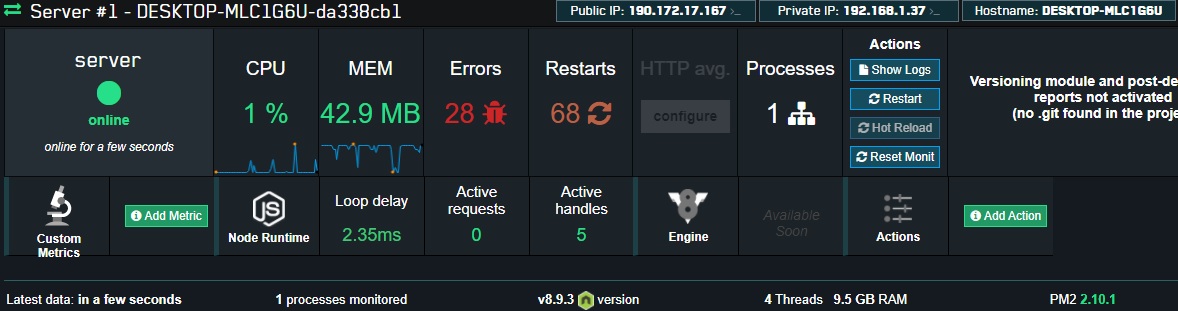 Server #1 - DESKTOP-MLC1G6U-da338cb1
Public IP: 190.172.17.167 >_
Private IP: 192.168.1.37 >_
Hostname: DESKTOP-MLC1G6U
server
online
online for a few seconds
CPU
1 %
MEM
42.9 MB
Errors
28
Restarts
68
HTTP avg.
configure
Processes
1
Actions
Show Logs
Restart
Hot Reload
Reset Monit
Versioning module and post-de
reports not activated
(no .git found in the proje
Custom
Metrics
Add Metric
JS
Node Runtime
Loop delay
2.35ms
Active
requests
0
Active
handles
5
8
Engine
Available
Soon
Actions
Add Action
Latest data: in a few seconds
1 processes monitored
v8.9.3 version
4 Threads
9.5 GB RAM
PM2 2.10.1